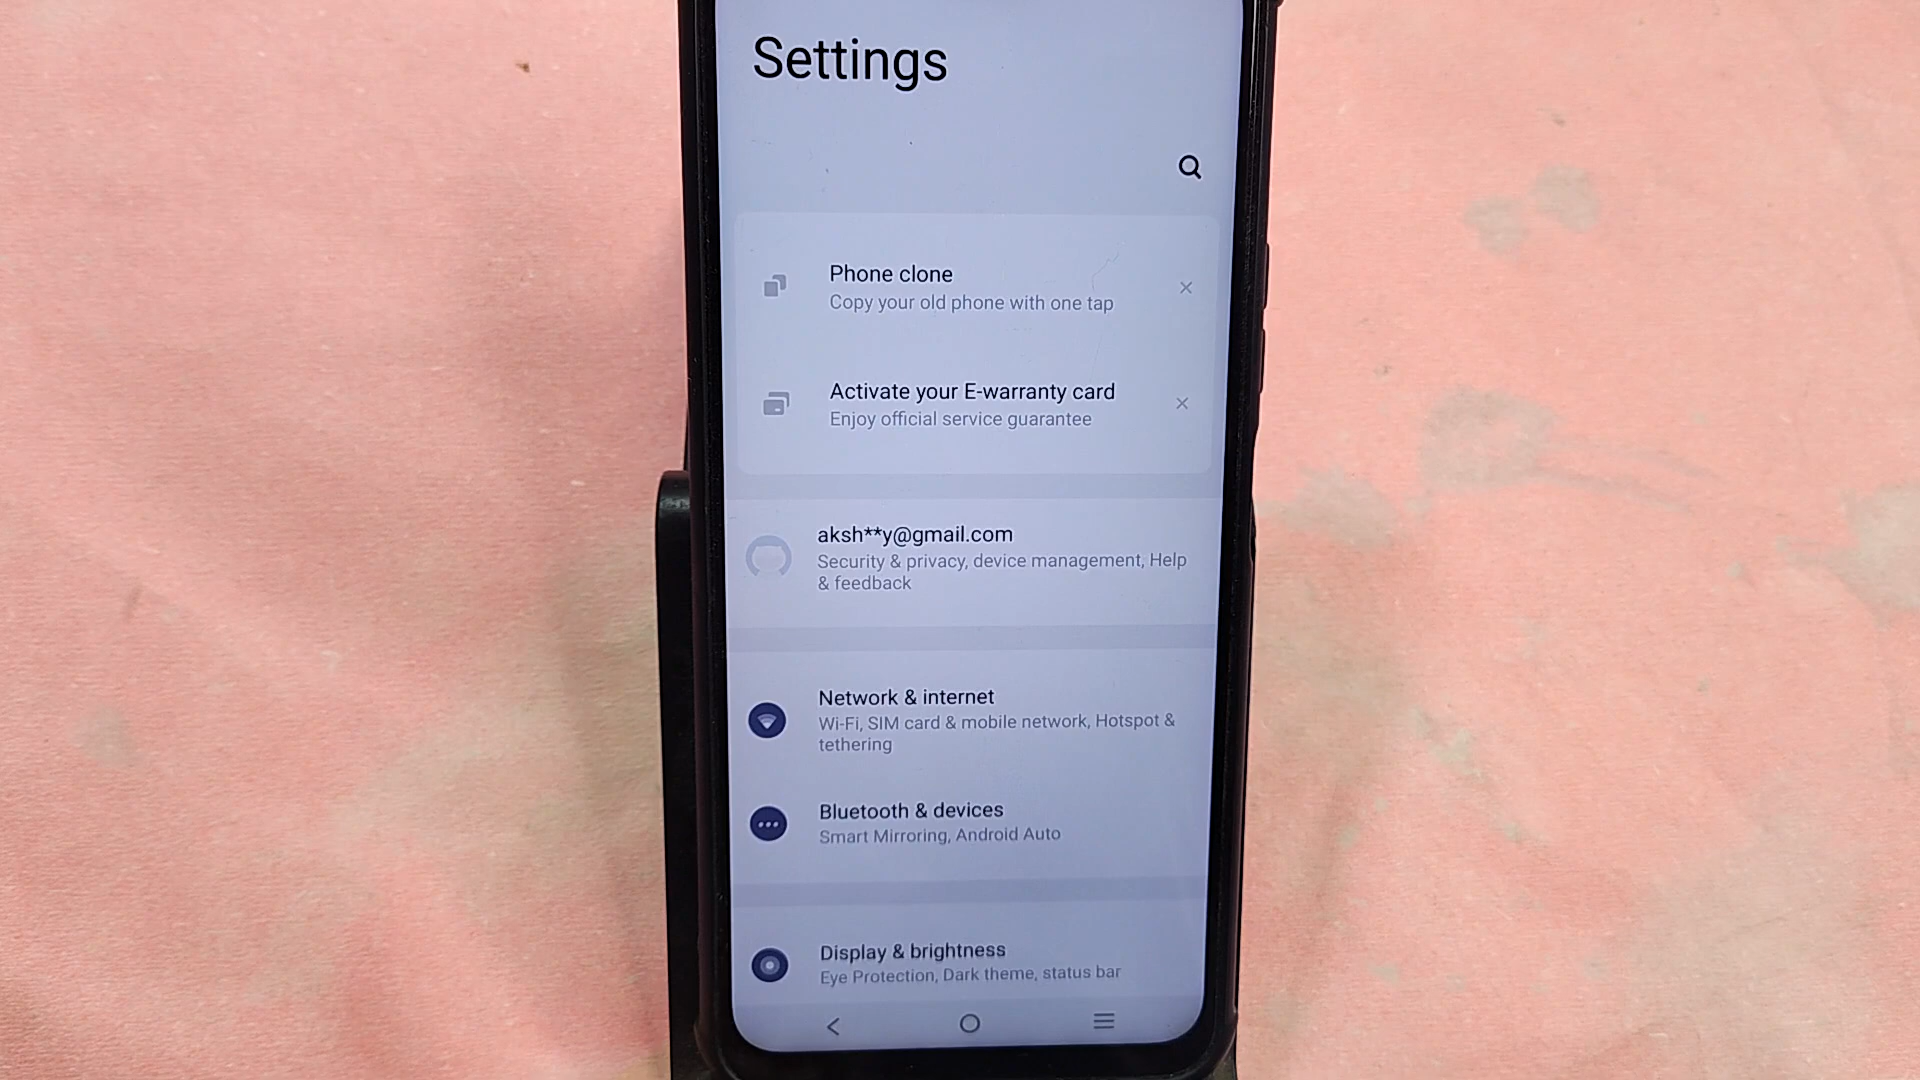 Settings
Phone clone
Copy your old phone with one tap
Activate your E-warranty card
Enjoy official service guarantee
aksh**y@gmail.com
Security & privacy, device management, Help
& feedback
Network & internet
Wi-Fi, SIM card & mobile network, Hotspot &
tethering
Bluetooth & devices
Smart Mirroring, Android Auto
Display & brightness
Eye Protection, Dark theme, status bar